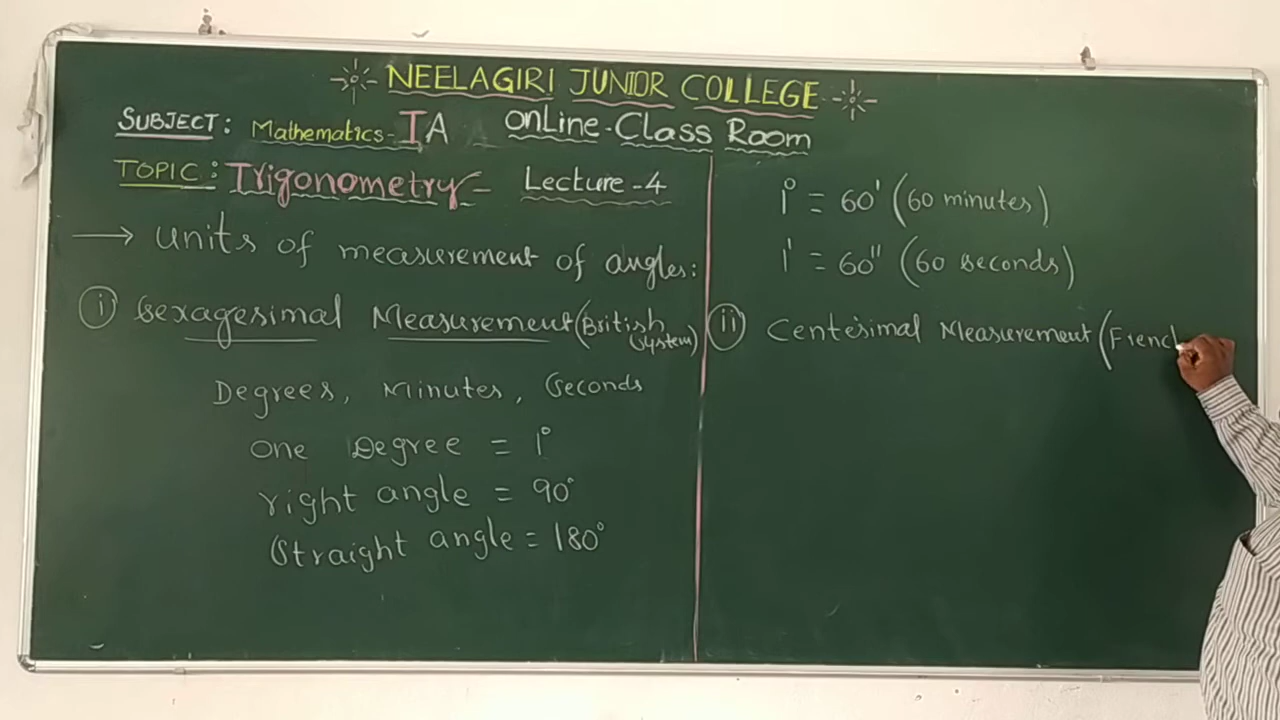 NEELAGIRI JUNIOR COLLEGE
SUBJECT: Mathematics-IA onLine-Class Room
TOPIC: Trigonometry- Lecture-4
→ units of measurement of angles:
i) Sexagesimal Measurement (British System)
Degrees, Minutes, Seconds
One Degree = 1°
right angle = 90°
Straight angle = 180°
1° = 60' (60 minutes)
1' = 60" (60 seconds)
ii) Centesimal Measurement (French